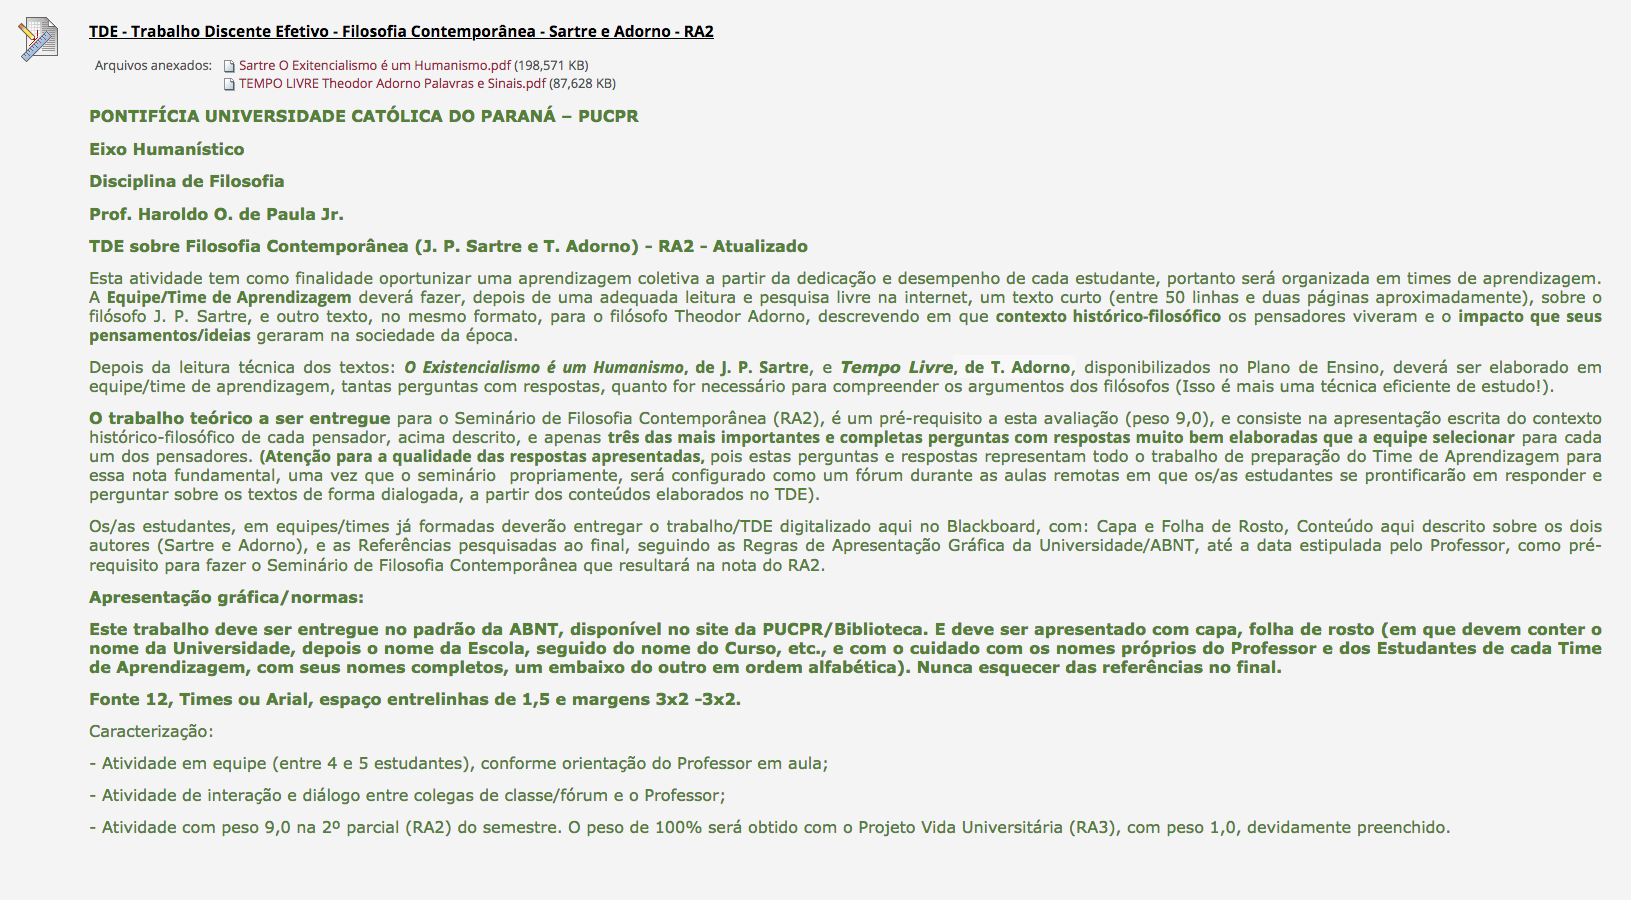 TDE - Trabalho Discente Efetivo - Filosofia Contemporânea - Sartre e Adorno - RA2
Arquivos anexados: Sartre O Exitencialismo é um Humanismo.pdf (198,571 KB)
TEMPO LIVRE Theodor Adorno Palavras e Sinais.pdf (87,628 KB)
PONTIFÍCIA UNIVERSIDADE CATÓLICA DO PARANÁ – PUCPR
Eixo Humanístico
Disciplina de Filosofia
Prof. Haroldo O. de Paula Jr.
TDE sobre Filosofia Contemporânea (J. P. Sartre e T. Adorno) - RA2 - Atualizado
Esta atividade tem como finalidade oportunizar uma aprendizagem coletiva a partir da dedicação e desempenho de cada estudante, portanto será organizada em times de aprendizagem.
A Equipe/Time de Aprendizagem deverá fazer, depois de uma adequada leitura e pesquisa livre na internet, um texto curto (entre 50 linhas e duas páginas aproximadamente), sobre o
filósofo J. P. Sartre, e outro texto, no mesmo formato, para o filósofo Theodor Adorno, descrevendo em que contexto histórico-filosófico os pensadores viveram e o impacto que seus
pensamentos/ideias geraram na sociedade da época.
Depois da leitura técnica dos textos: O Existencialismo é um Humanismo, de J. P. Sartre, e Tempo Livre, de T. Adorno, disponibilizados no Plano de Ensino, deverá ser elaborado em
equipe/time de aprendizagem, tantas perguntas com respostas, quanto for necessário para compreender os argumentos dos filósofos (Isso é mais uma técnica eficiente de estudo!).
O trabalho teórico a ser entregue para o Seminário de Filosofia Contemporânea (RA2), é um pré-requisito a esta avaliação (peso 9,0), e consiste na apresentação escrita do contexto
histórico-filosófico de cada pensador, acima descrito, e apenas três das mais importantes e completas perguntas com respostas muito bem elaboradas que a equipe selecionar para cada
um dos pensadores. (Atenção para a qualidade das respostas apresentadas, pois estas perguntas e respostas representam todo o trabalho de preparação do Time de Aprendizagem para
essa nota fundamental, uma vez que o seminário propriamente, será configurado como um fórum durante as aulas remotas em que os/as estudantes se prontificarão em responder e
perguntar sobre os textos de forma dialogada, a partir dos conteúdos elaborados no TDE).
Os/as estudantes, em equipes/times já formadas deverão entregar o trabalho/TDE digitalizado aqui no Blackboard, com: Capa e Folha de Rosto, Conteúdo aqui descrito sobre os dois
autores (Sartre e Adorno), e as Referências pesquisadas ao final, seguindo as Regras de Apresentação Gráfica da Universidade/ABNT, até a data estipulada pelo Professor, como pré-
requisito para fazer o Seminário de Filosofia Contemporânea que resultará na nota do RA2.
Apresentação gráfica/normas:
Este trabalho deve ser entregue no padrão da ABNT, disponível no site da PUCPR/Biblioteca. E deve ser apresentado com capa, folha de rosto (em que devem conter o
nome da Universidade, depois o nome da Escola, seguido do nome do Curso, etc., e com o cuidado com os nomes próprios do Professor e dos Estudantes de cada Time
de Aprendizagem, com seus nomes completos, um embaixo do outro em ordem alfabética). Nunca esquecer das referências no final.
Fonte 12, Times ou Arial, espaço entrelinhas de 1,5 e margens 3x2 -3x2.
Caracterização:
- Atividade em equipe (entre 4 e 5 estudantes), conforme orientação do Professor em aula;
- Atividade de interação e diálogo entre colegas de classe/fórum e o Professor;
- Atividade com peso 9,0 na 2º parcial (RA2) do semestre. O peso de 100% será obtido com o Projeto Vida Universitária (RA3), com peso 1,0, devidamente preenchido.